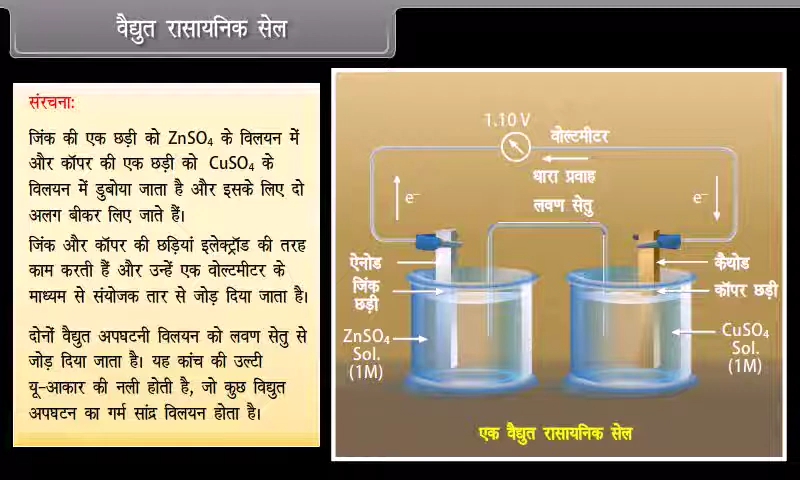 वैद्युत रासायनिक सेल
संरचना:
जिंक की एक छड़ी को ZnSO₄ के विलयन में
और कॉपर की एक छड़ी को CuSO₄ के
विलयन में डुबोया जाता है और इसके लिए दो
अलग बीकर लिए जाते हैं।
जिंक और कॉपर की छड़ियां इलेक्ट्रॉड की तरह
काम करती हैं और उन्हें एक वोल्टमीटर के
माध्यम से संयोजक तार से जोड़ दिया जाता है।
दोनों वैद्युत अपघटनी विलयन को लवण सेतु से
जोड़ दिया जाता है। यह कांच की उल्टी
यू-आकार की नली होती है, जो कुछ विद्युत
अपघटन का गर्म सांद्र विलयन होता है।
1.10 V
वोल्टमीटर
धारा प्रवाह
लवण सेतु
e⁻
e⁻
ऐनोड
जिंक
छड़ी
कैथोड
कॉपर छड़ी
ZnSO₄
Sol.
(1M)
CuSO₄
Sol.
(1M)
एक वैद्युत रासायनिक सेल